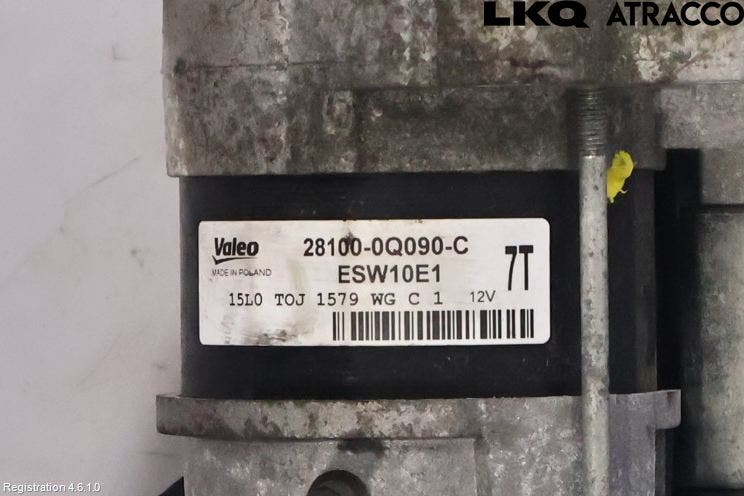 LKQ ATRACCO
Valeo
MADE IN POLAND
28100-0Q090-C
ESW10E1
7T
15L0 TOJ 1579 WG C 1 12V
Registration 4.6.1.0